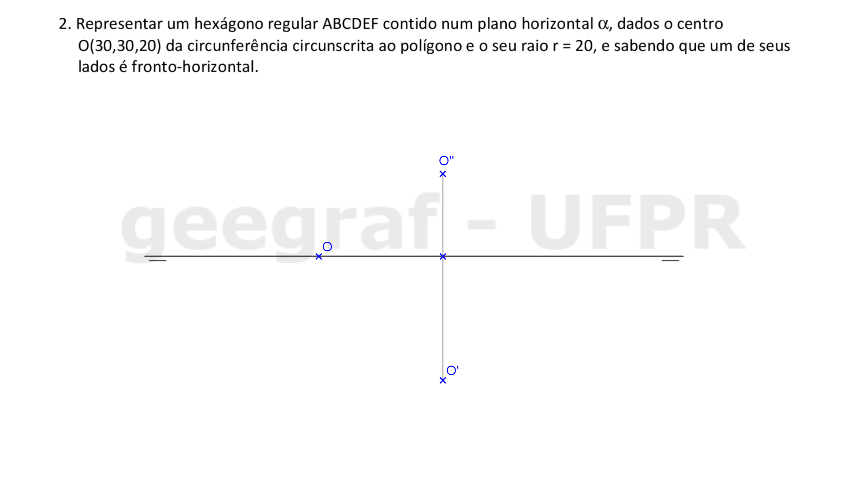 2. Representar um hexágono regular ABCDEF contido num plano horizontal α, dados o centro
O(30,30,20) da circunferência circunscrita ao polígono e o seu raio r = 20, e sabendo que um de seus
lados é fronto-horizontal.
O"
geegraf - UFPR
O
O'